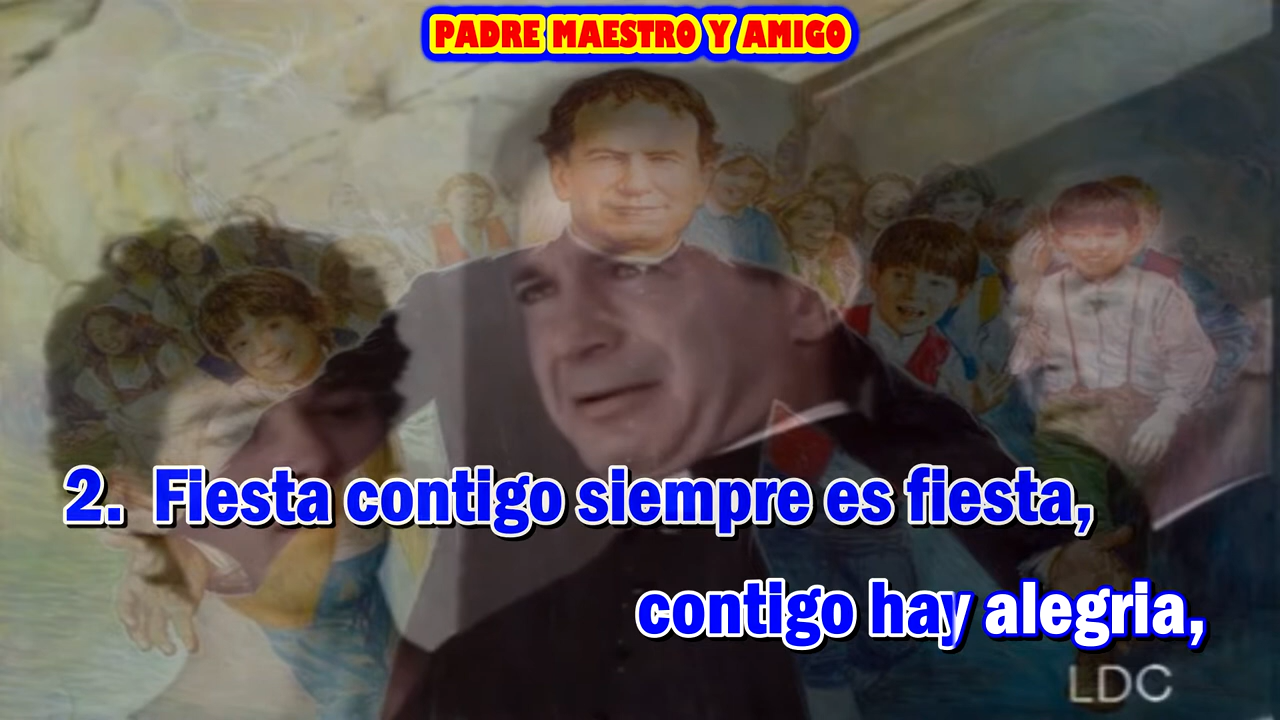 PADRE MAESTRO Y AMIGO
2. Fiesta contigo siempre es fiesta,
contigo hay alegria,
LDC